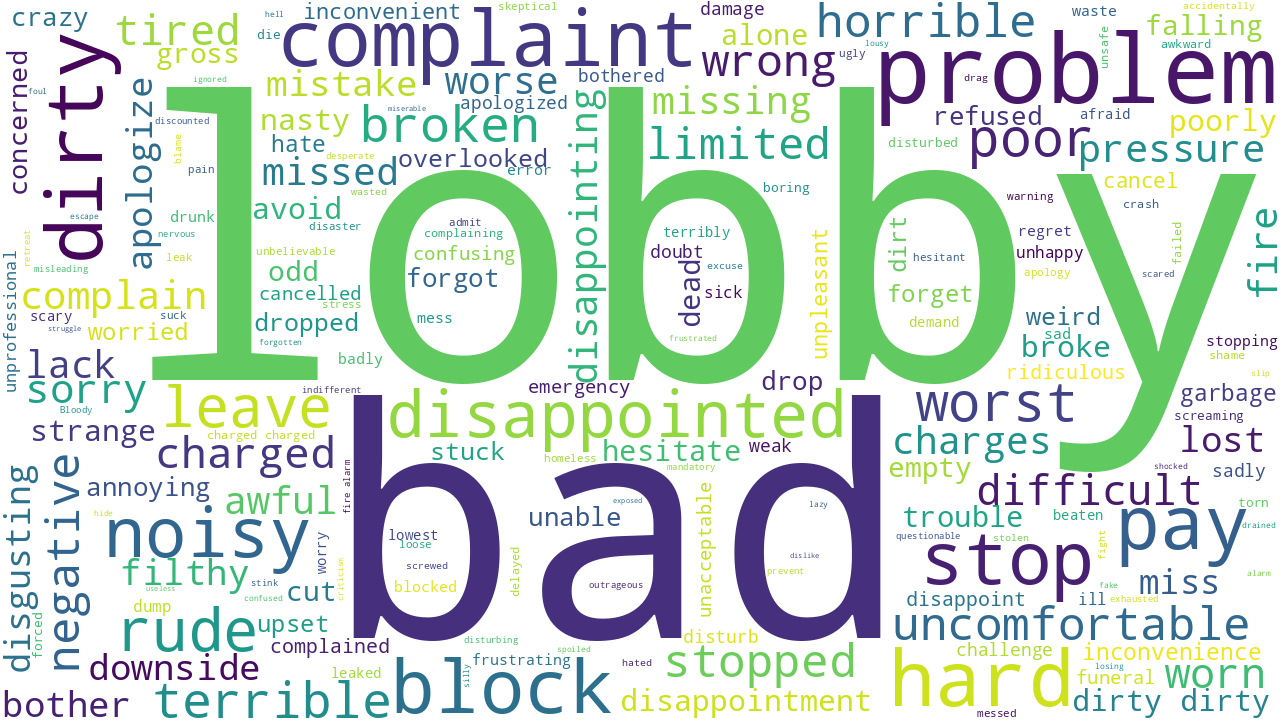 lobby
bad
complaint
problem
dirty
horrible
wrong
tired
gross
crazy
inconvenient
skeptical
hell
die
damage
alone
waste
falling
accidentally
awkward
unsafe
ugly
lousy
drag
concerned
foul
ignored
mistake
worse
bothered
apologized
miserable
missing
refused
afraid
poorly
poor
pressure
apologize
discounted
blame
nasty
broken
hate
overlooked
error
desperate
missed
wasted
pain
disappointing
limited
disturbed
cancel
boring
warning
crash
escape
drunk
nervous
avoid
disaster
admit
complaining
terribly
dirt
regret
failed
fire
retreat
misleading
leak
unbelievable
confusing
doubt
hesitant
unhappy
apology
scared
unprofessional
complain
odd
forgot
excuse
dead
sick
unpleasant
forget
cancelled
stress
scary
suck
struggle
worried
dropped
mess
demand
weird
sad
forgotten
frustrated
broke
stopping
shame
lack
badly
ridiculous
slip
sorry
Bloody
leave
indifferent
emergency
drop
worst
garbage
screaming
disappointed
strange
charged charged
charged
stuck
homeless
hesitate
mandatory
weak
charges
lost
empty
shocked
sadly
fire alarm
annoying
awful
difficult
disgusting
negative
hide
noisy
exposed
unable
lazy
unacceptable
trouble
beaten
torn
pay
drained
lowest
loose
dislike
questionable
stolen
fight
stop
worry
delayed
screwed
prevent
filthy
stink
useless
confused
cut
criticism
blocked
outrageous
miss
fake
alarm
dump
disappoint
ill
exhausted
forced
rude
upset
uncomfortable
complained
disturbing
disturb
spoiled
challenge
inconvenience
downside
leaked
frustrating
silly
hated
stopped
hard
losing
funeral
worn
bother
terrible
block
disappointment
messed
dirty dirty